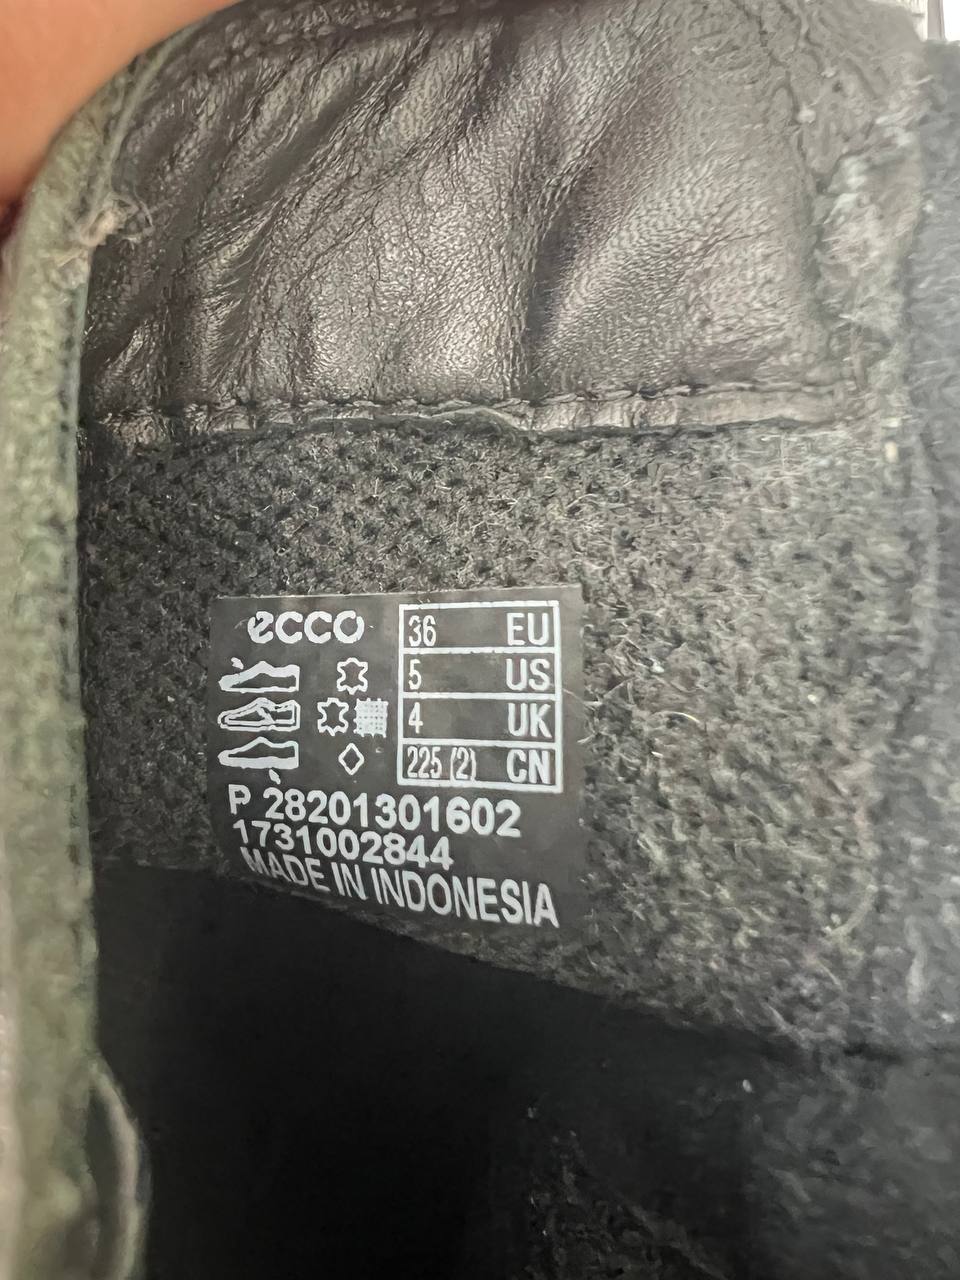 ecco
36 EU
5 US
4 UK
225 (2) CN
P 28201301602
1731002844
MADE IN INDONESIA